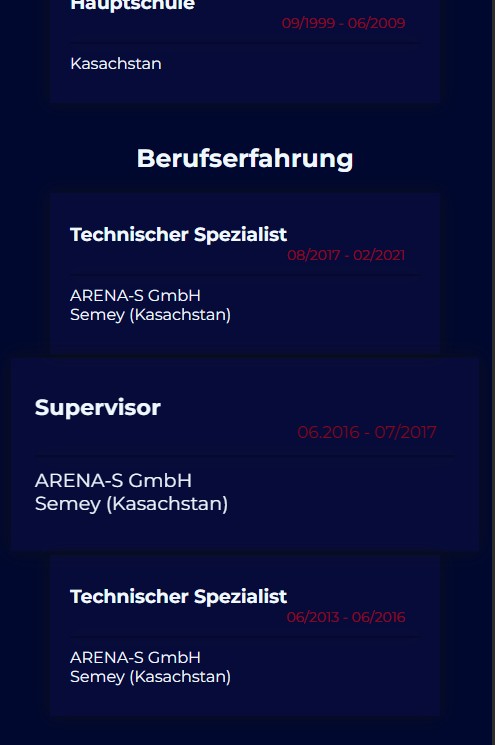 Hauptschule
09/1999 - 06/2009
Kasachstan
Berufserfahrung
Technischer Spezialist
08/2017 - 02/2021
ARENA-S GmbH
Semey (Kasachstan)
Supervisor
06.2016 - 07/2017
ARENA-S GmbH
Semey (Kasachstan)
Technischer Spezialist
06/2013 - 06/2016
ARENA-S GmbH
Semey (Kasachstan)